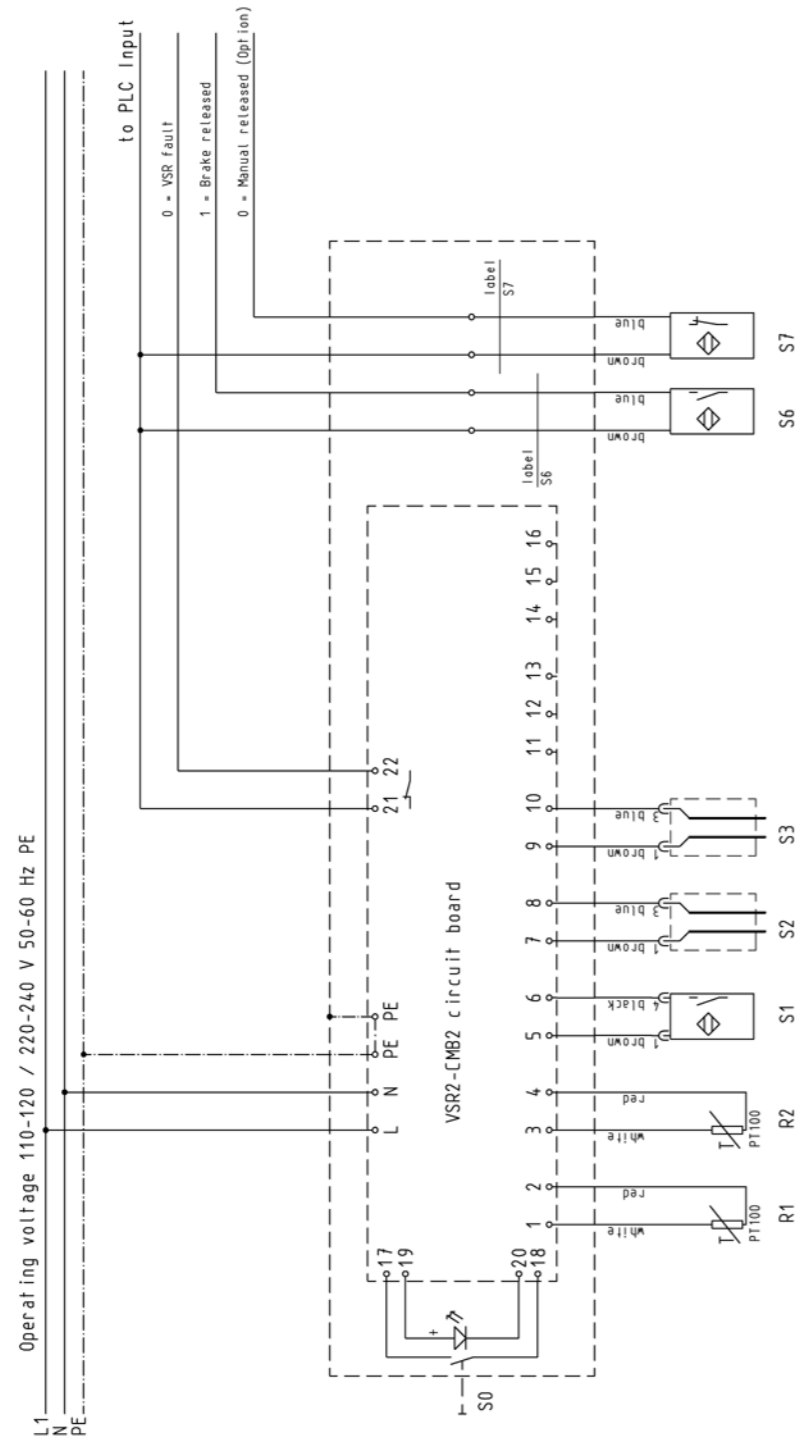 Operating voltage 110-120 / 220-240 V 50-60 Hz PE
L1
N
PE
to PLC Input
0 = VSR fault
1 = Brake released
0 = Manual released (Option)
L
N
PE
PE
21
22
VSR2-CMB2 circuit board
17
19
20
18
+
S0
1
2
3
4
5
6
7
8
9
10
11
12
13
14
15
16
label
S6
label
S7
white
red
white
red
1 brown
4 black
1 brown
3 blue
1 brown
3 blue
brown
blue
brown
blue
T
PT100
T
PT100
R1
R2
S1
S2
S3
S6
S7